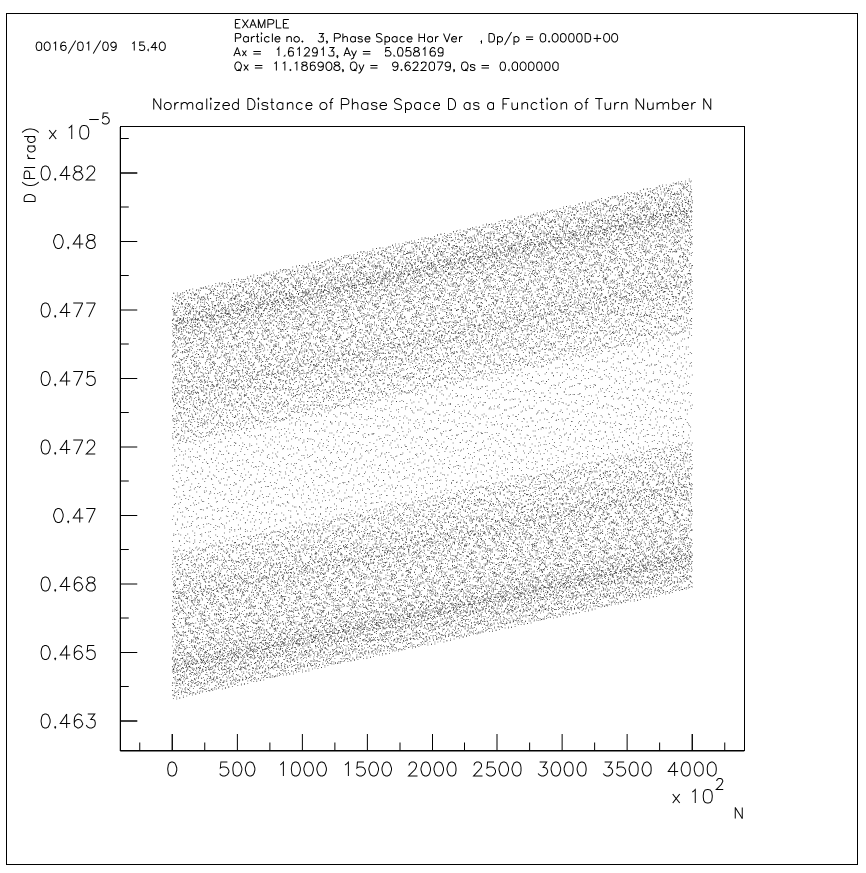 EXAMPLE
Particle no. 3, Phase Space Hor Ver , Dp/p = 0.0000D+00
0016/01/09 15.40
Ax = 1.612913, Ay = 5.058169
Qx = 11.186908, Qy = 9.622079, Qs = 0.000000
Normalized Distance of Phase Space D as a Function of Turn Number N
x 10⁻⁵
D (PI rad)
0.482
0.48
0.477
0.475
0.472
0.47
0.468
0.465
0.463
0 500 1000 1500 2000 2500 3000 3500 4000
x 10²
N